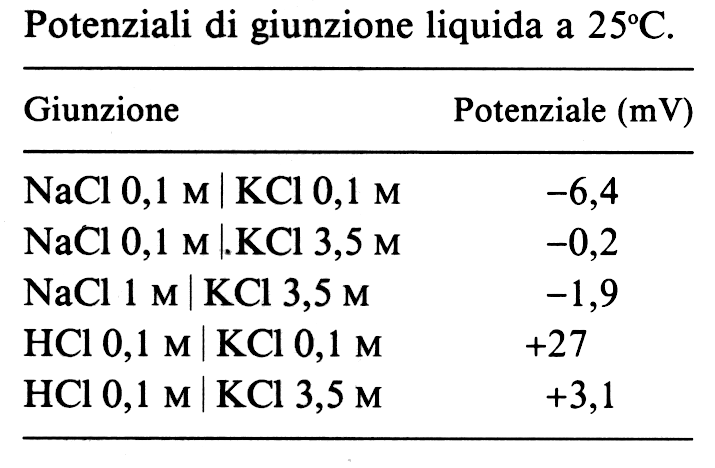 Potenziali di giunzione liquida a 25°C.
Giunzione Potenziale (mV)
NaCl 0,1 M | KCl 0,1 M −6,4
NaCl 0,1 M | KCl 3,5 M −0,2
NaCl 1 M | KCl 3,5 M −1,9
HCl 0,1 M | KCl 0,1 M +27
HCl 0,1 M | KCl 3,5 M +3,1